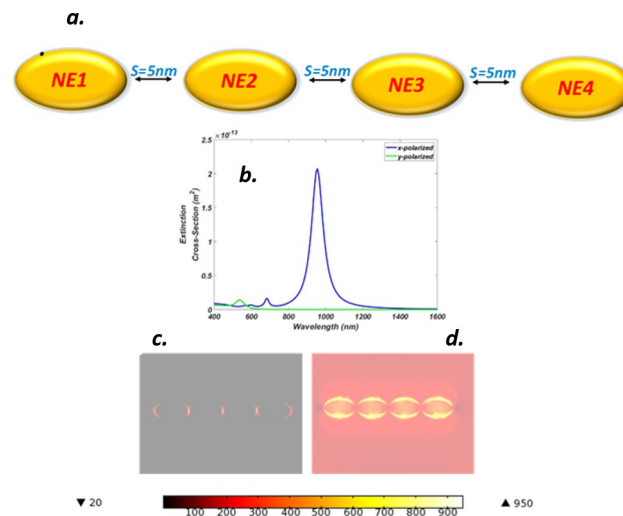 a.
S=5nm S=5nm S=5nm
NE1 NE2 NE3 NE4
×10⁻¹³
2.5
x-polarized
y-polarized
b.
2
1.5
1
0.5
0
Extinction
Cross-Section (m²)
400 600 800 1000 1200 1400 1600
Wavelength (nm)
c. d.
▼ 20 ▲ 950
100 200 300 400 500 600 700 800 900